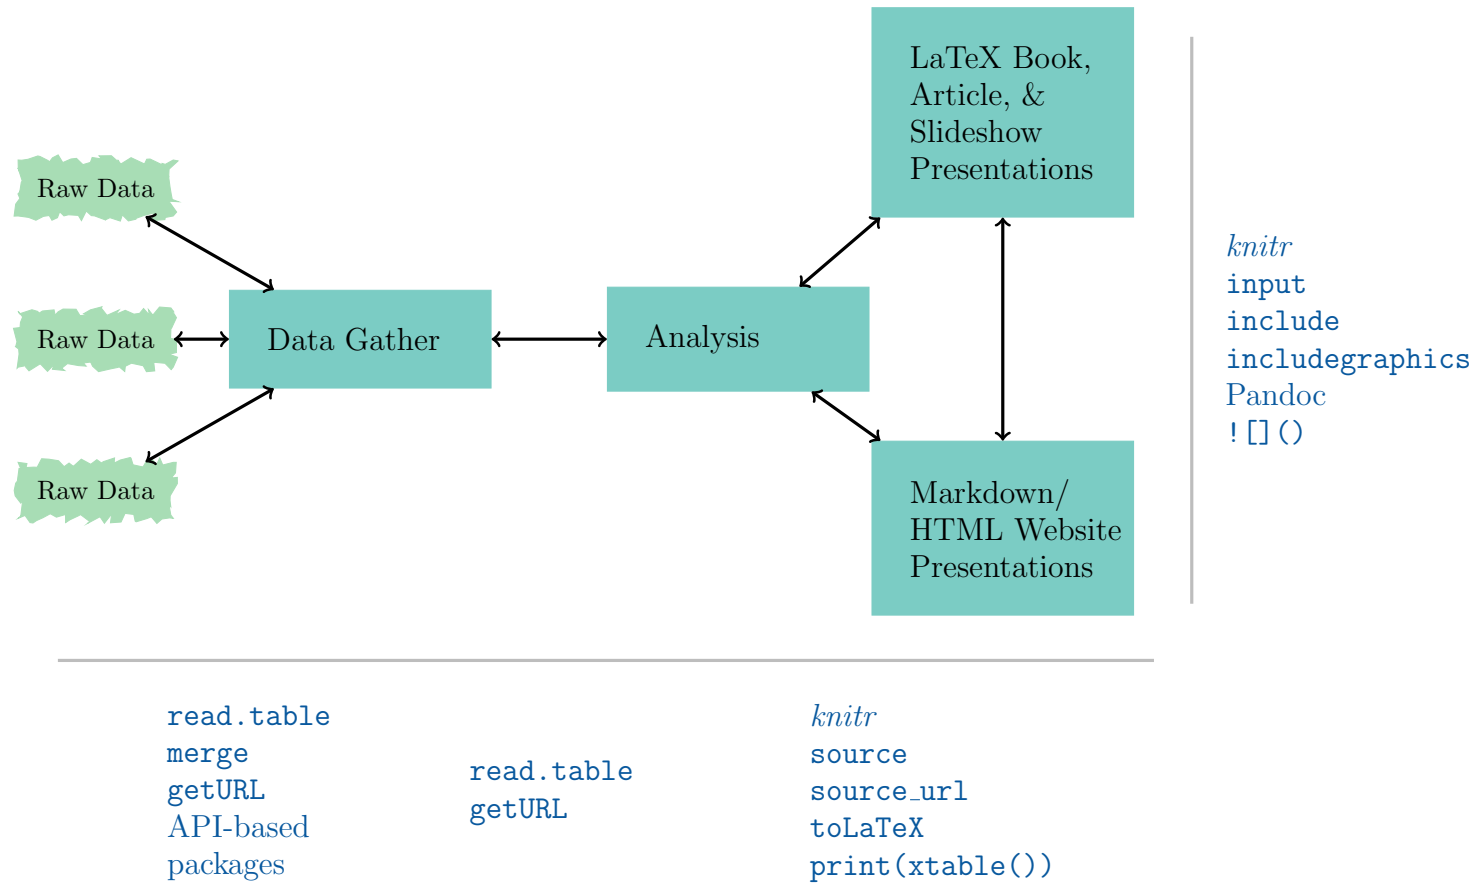 LaTeX Book,
Article, &
Slideshow
Presentations
Raw Data
Raw Data
Raw Data
Data Gather
Analysis
Markdown/
HTML Website
Presentations
knitr
input
include
includegraphics
Pandoc
![]()
read.table
merge
getURL
API-based
packages
read.table
getURL
knitr
source
source_url
toLaTeX
print(xtable())